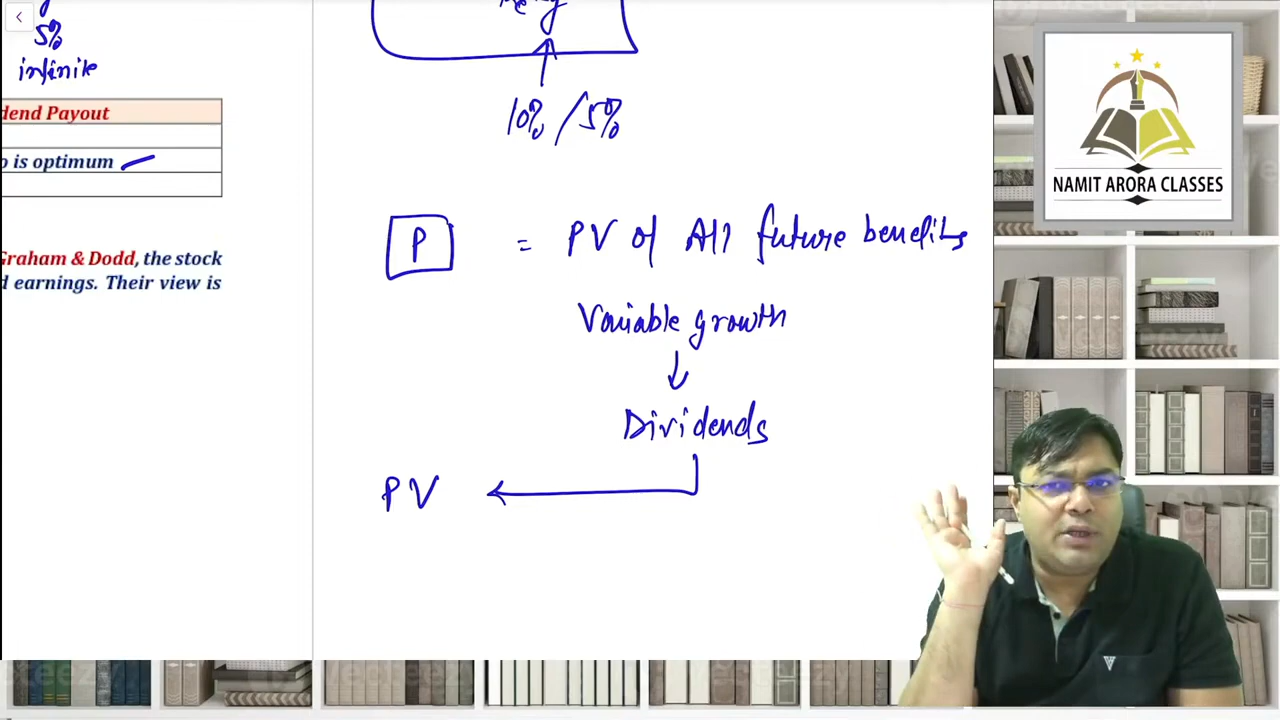 5%
infinite
dend Payout
o is optimum
Graham & Dodd, the stock
d earnings. Their view is
10% / 5%
P = PV of All future benefits
Variable growth
↓
Dividends
PV ←
NAMIT ARORA CLASSES